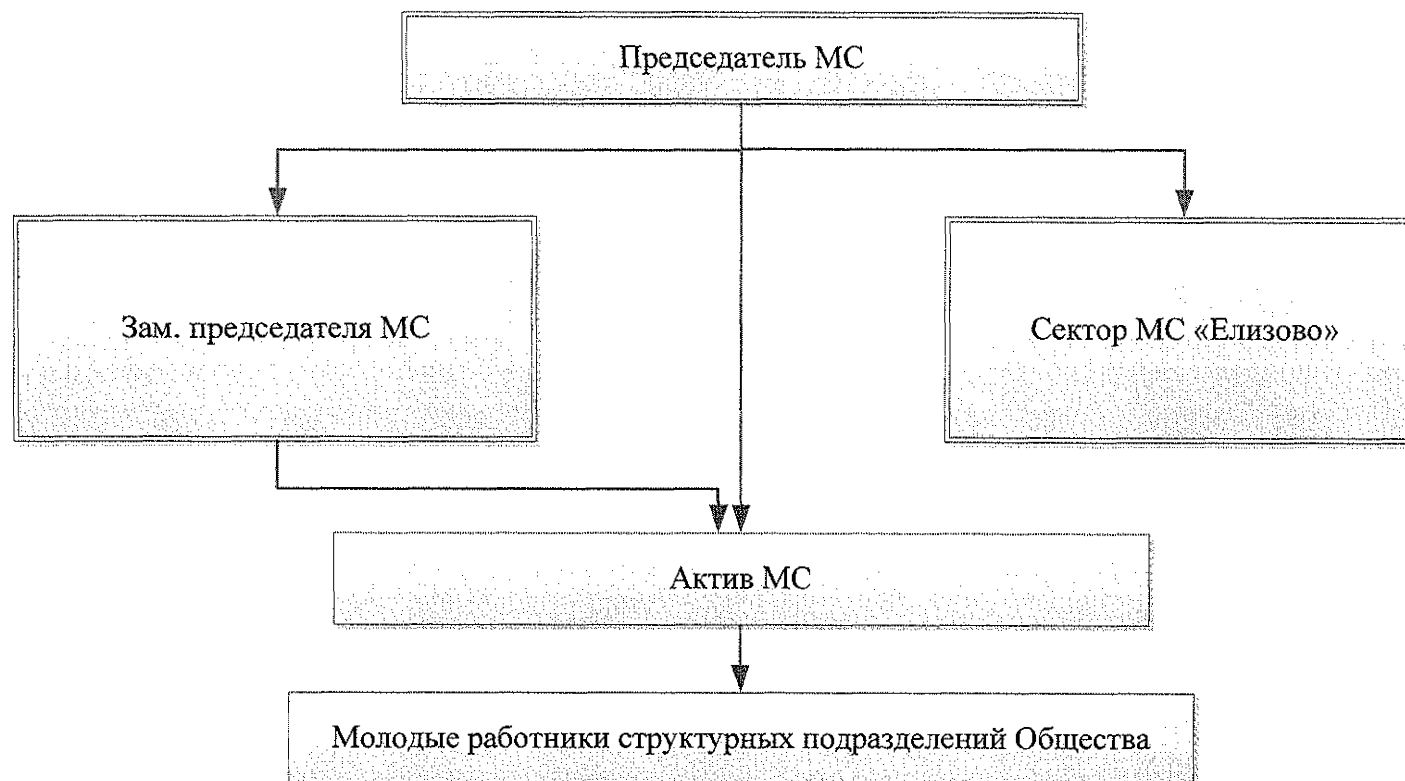 Председатель МС
Зам. председателя МС
Сектор МС «Елизово»
Актив МС
Молодые работники структурных подразделений Общества